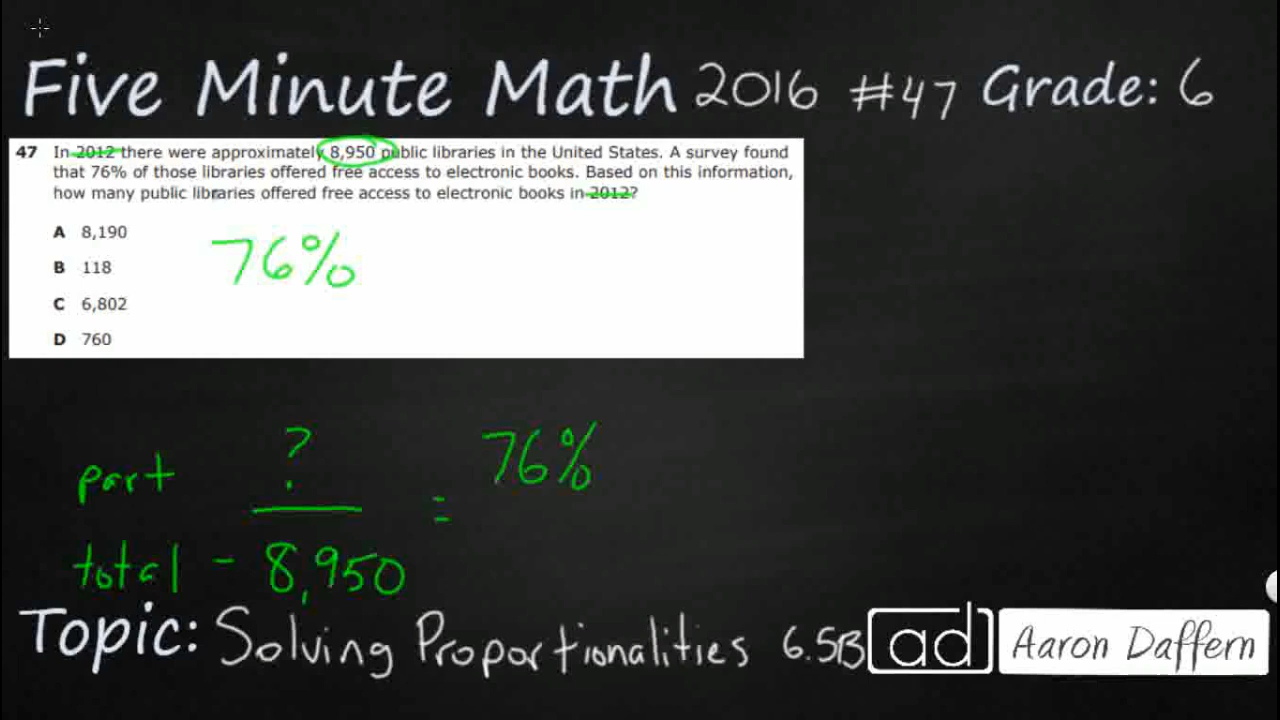 Five Minute Math 2016 #47 Grade: 6
47 In 2012 there were approximately 8,950 public libraries in the United States. A survey found
that 76% of those libraries offered free access to electronic books. Based on this information,
how many public libraries offered free access to electronic books in 2012?
A 8,190
B 118
C 6,802
D 760
76%
part ? = 76%
total - 8,950
Topic: Solving Proportionalities 6.5B ad Aaron Daffern